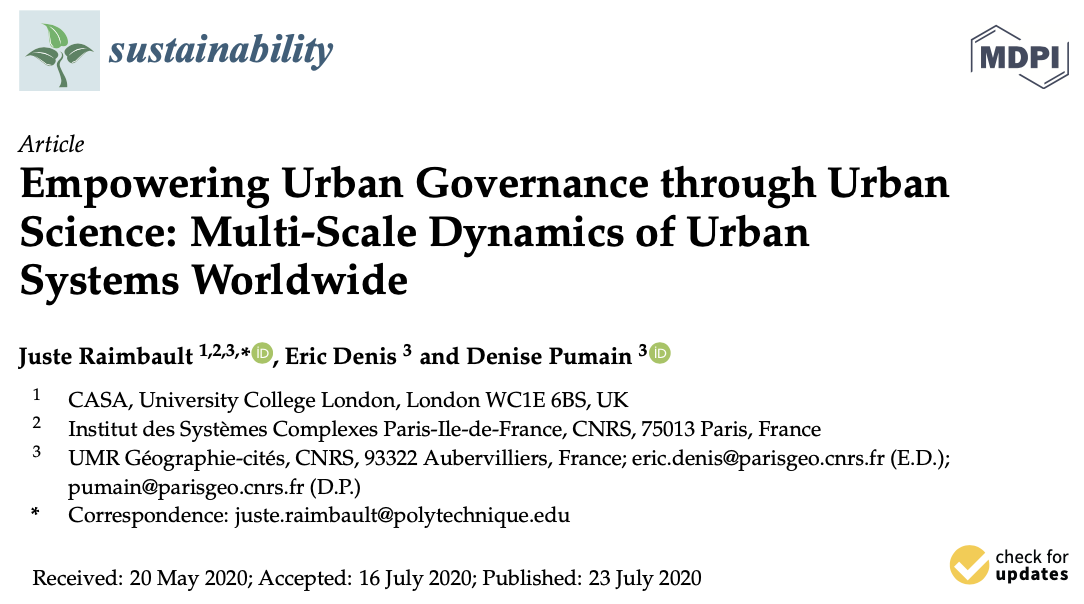 sustainability
MDPI
Article
Empowering Urban Governance through Urban
Science: Multi-Scale Dynamics of Urban
Systems Worldwide
Juste Raimbault 1,2,3,* iD, Eric Denis 3 and Denise Pumain 3 iD
1 CASA, University College London, London WC1E 6BS, UK
2 Institut des Systèmes Complexes Paris-Ile-de-France, CNRS, 75013 Paris, France
3 UMR Géographie-cités, CNRS, 93322 Aubervilliers, France; eric.denis@parisgeo.cnrs.fr (E.D.);
pumain@parisgeo.cnrs.fr (D.P.)
* Correspondence: juste.raimbault@polytechnique.edu
Received: 20 May 2020; Accepted: 16 July 2020; Published: 23 July 2020
check for
updates